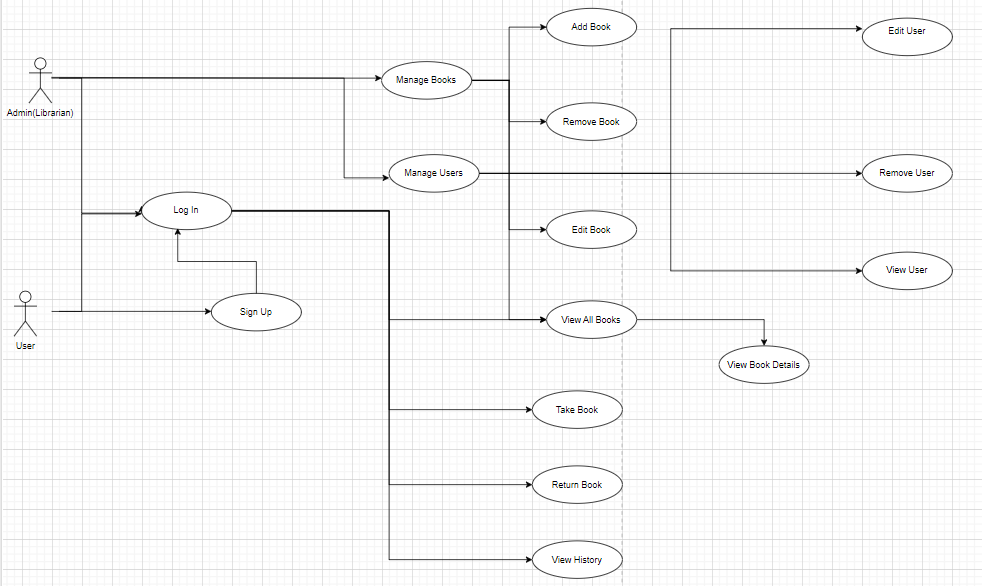 Add Book
Edit User
Manage Books
Admin(Librarian)
Remove Book
Manage Users
Remove User
Log In
Edit Book
View User
Sign Up
View All Books
User
View Book Details
Take Book
Return Book
View History